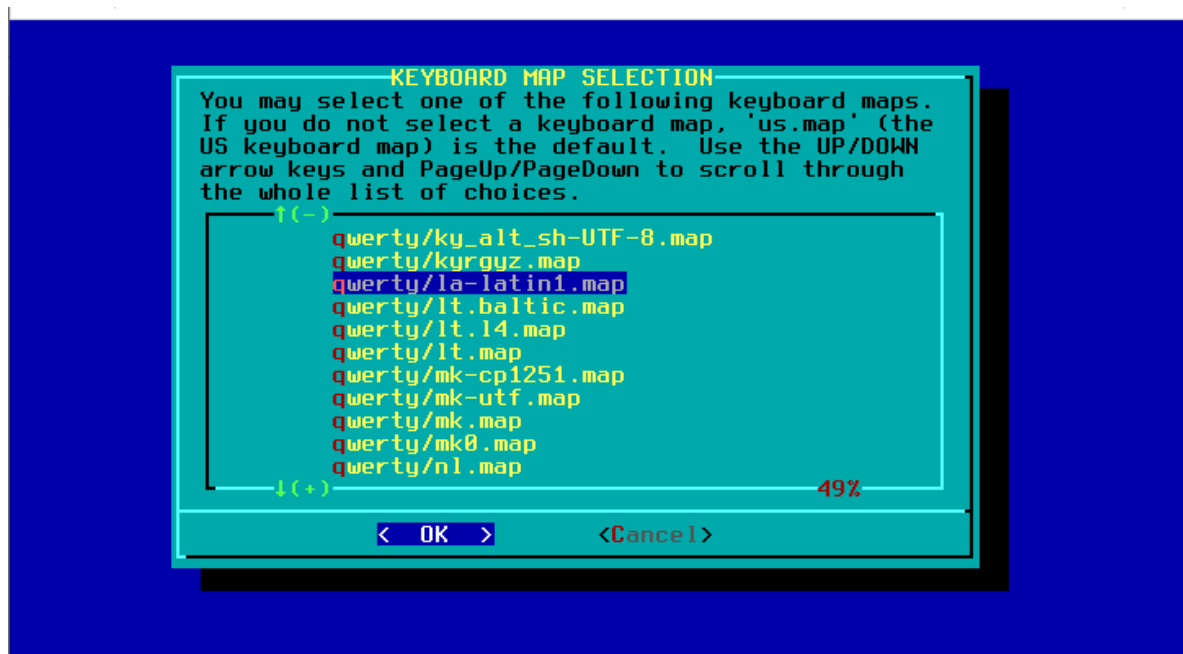 KEYBOARD MAP SELECTION
You may select one of the following keyboard maps.
If you do not select a keyboard map, 'us.map' (the
US keyboard map) is the default.  Use the UP/DOWN
arrow keys and PageUp/PageDown to scroll through
the whole list of choices.
↑(-)
qwerty/ky_alt_sh-UTF-8.map
qwerty/kyrgyz.map
qwerty/la-latin1.map
qwerty/lt.baltic.map
qwerty/lt.l4.map
qwerty/lt.map
qwerty/mk-cp1251.map
qwerty/mk-utf.map
qwerty/mk.map
qwerty/mk0.map
qwerty/nl.map
↓(+) 49%
<  OK  > <Cancel>